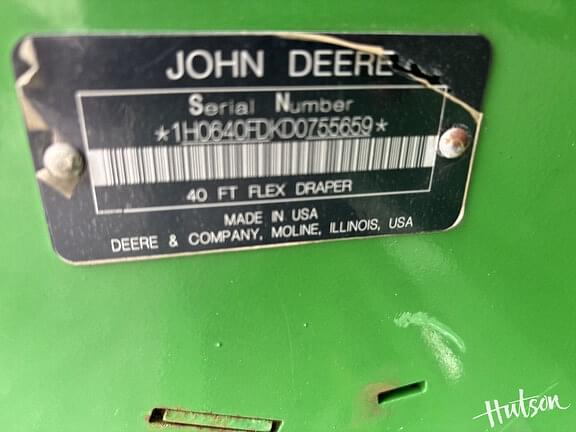 JOHN DEERE
Serial Number
*1H0640FDKD0755659*
40 FT FLEX DRAPER
MADE IN USA
DEERE & COMPANY, MOLINE, ILLINOIS, USA
Hutson